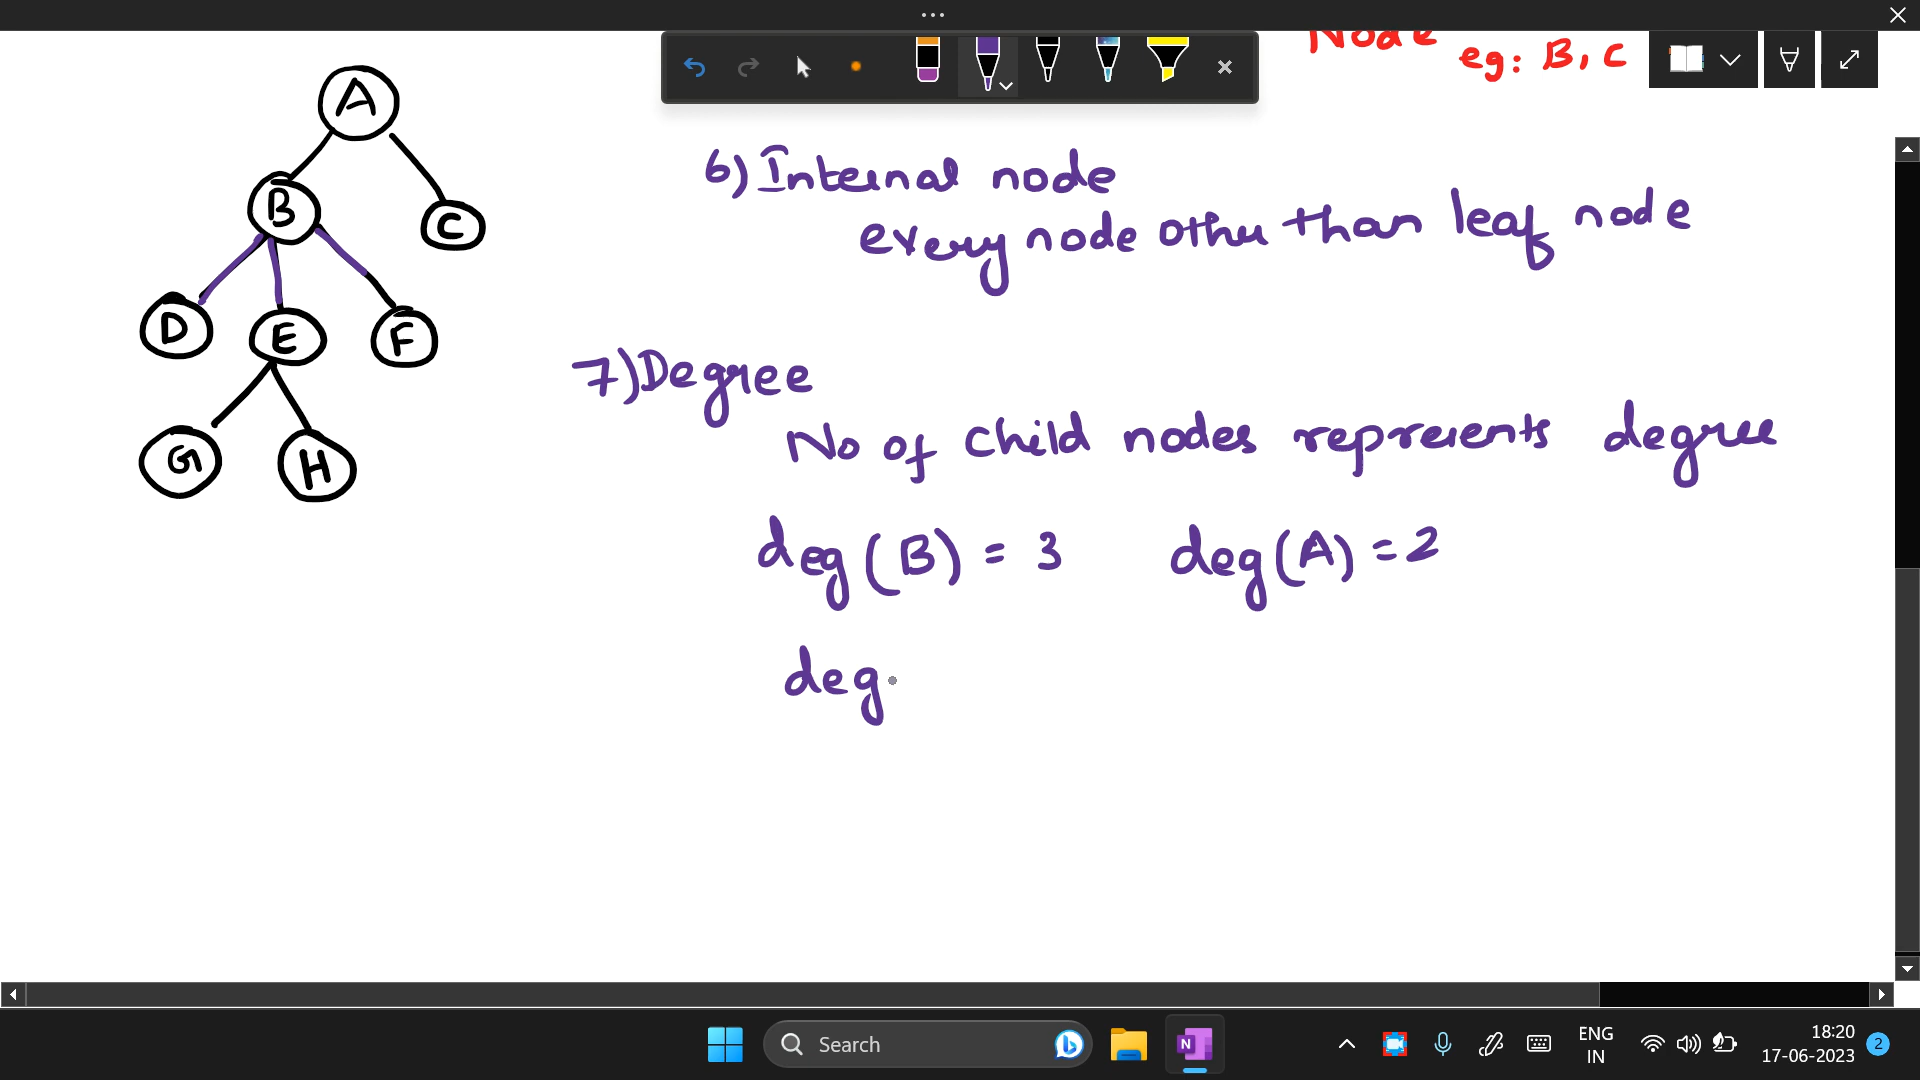 Node
eg: B, C
A
B
C
D
E
F
G
H
6) Internal node
every node other than leaf node
7) Degree
No of child nodes represents degree
deg(B) = 3 deg(A) = 2
deg
Search
ENG
IN
18:20
17-06-2023
2